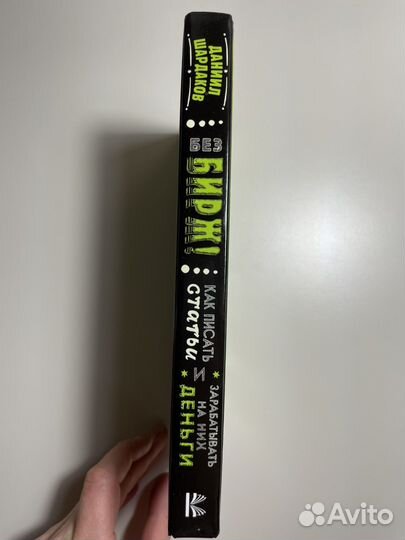 ДАНИИЛ
ШАРДАКОВ
БЕЗ
БИРЖ!
КАК ПИСАТЬ
статьи
И
ЗАРАБАТЫВАТЬ
НА НИХ
ДЕНЬГИ
Avito